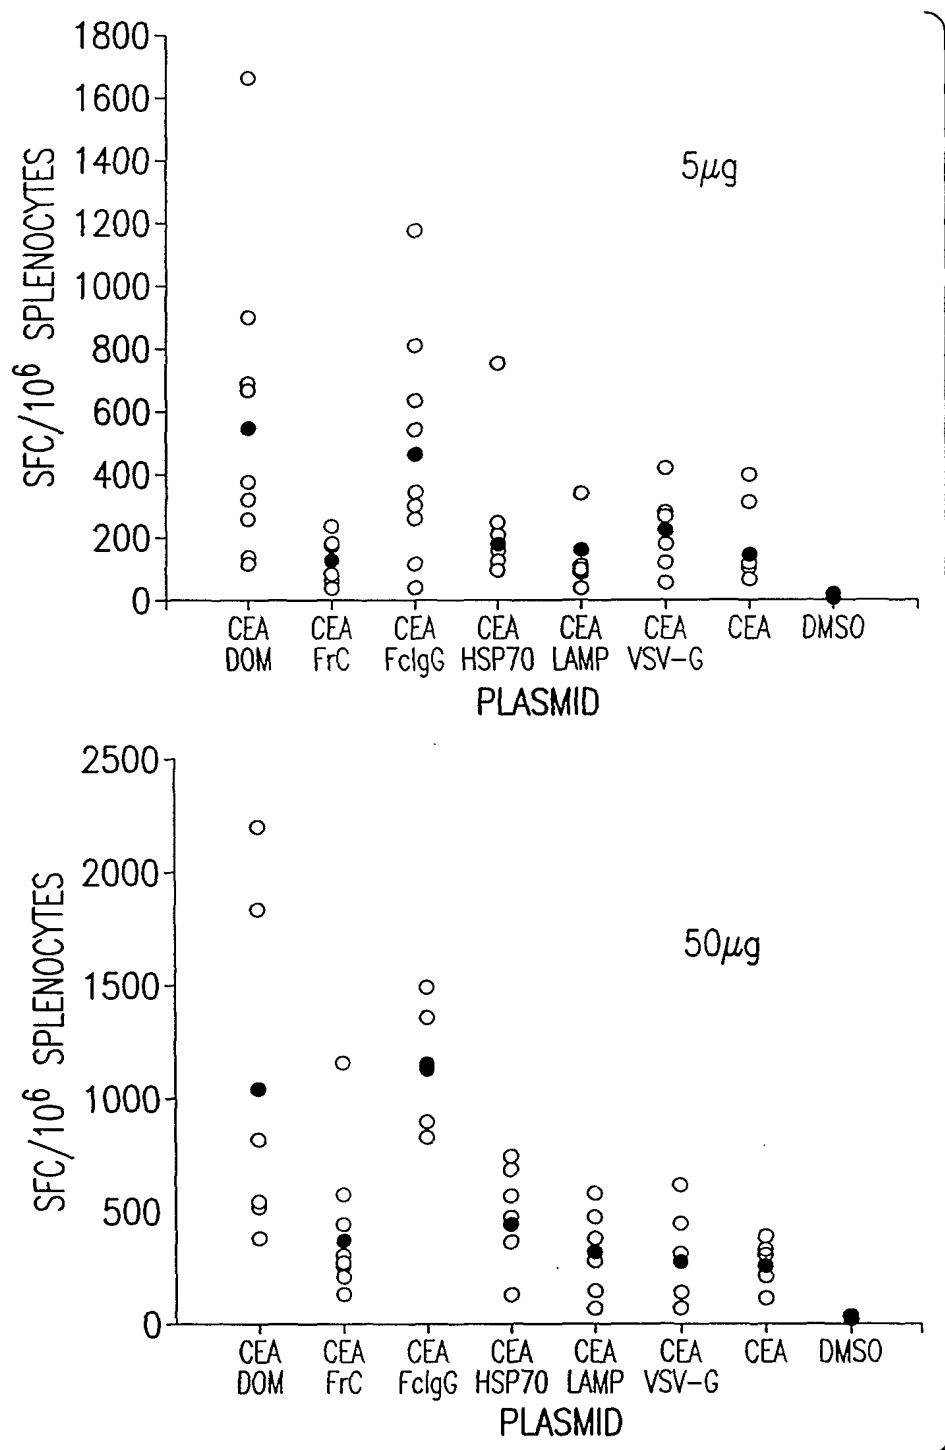 1800
1600
1400
1200
1000
800
600
400
200
0
SFC/10⁶ SPLENOCYTES
5μg
CEA CEA CEA CEA CEA CEA CEA DMSO
DOM FrC FcIgG HSP70 LAMP VSV-G
PLASMID
2500
2000
1500
1000
500
0
SFC/10⁶ SPLENOCYTES
50μg
CEA CEA CEA CEA CEA CEA CEA DMSO
DOM FrC FcIgG HSP70 LAMP VSV-G
PLASMID